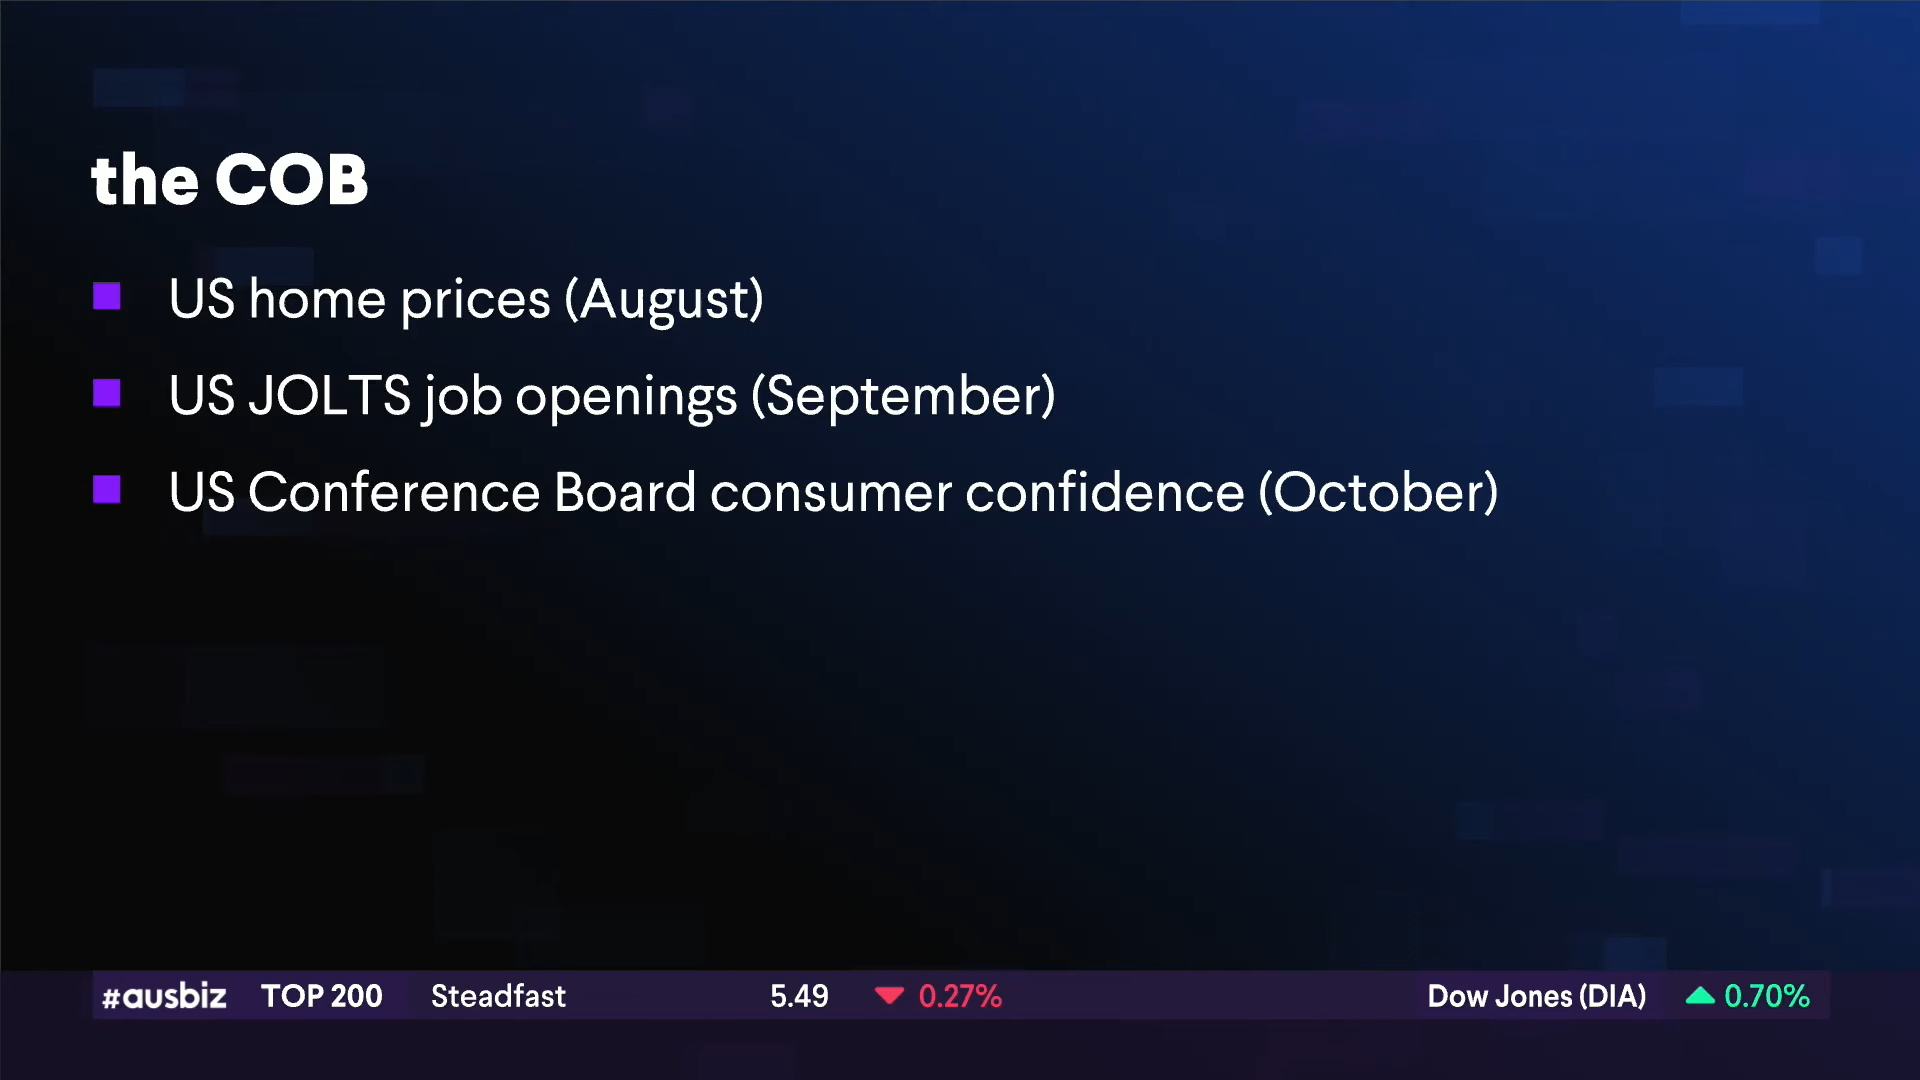 the COB
US home prices (August)
US JOLTS job openings (September)
US Conference Board consumer confidence (October)
#ausbiz TOP 200 Steadfast 5.49 0.27% Dow Jones (DIA) 0.70%